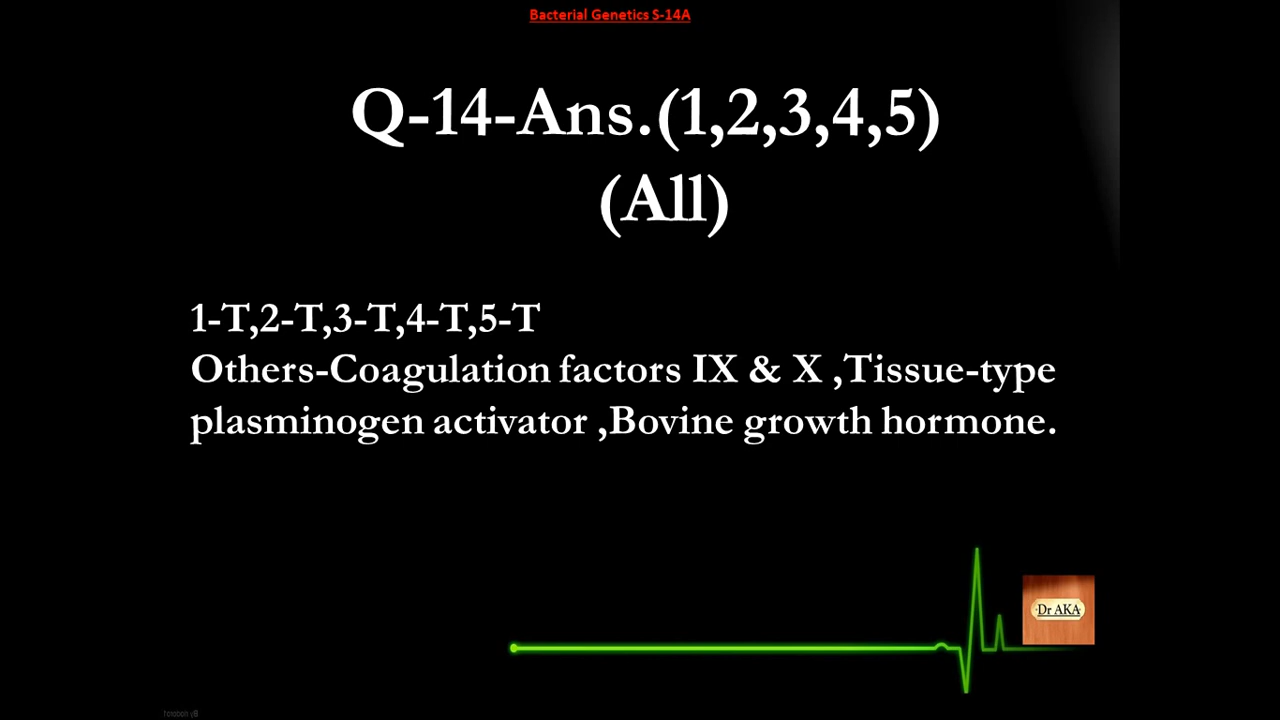 Bacterial Genetics S-14A
Q-14-Ans.(1,2,3,4,5)
(All)
1-T,2-T,3-T,4-T,5-T
Others-Coagulation factors IX & X ,Tissue-type
plasminogen activator ,Bovine growth hormone.
Dr AKA